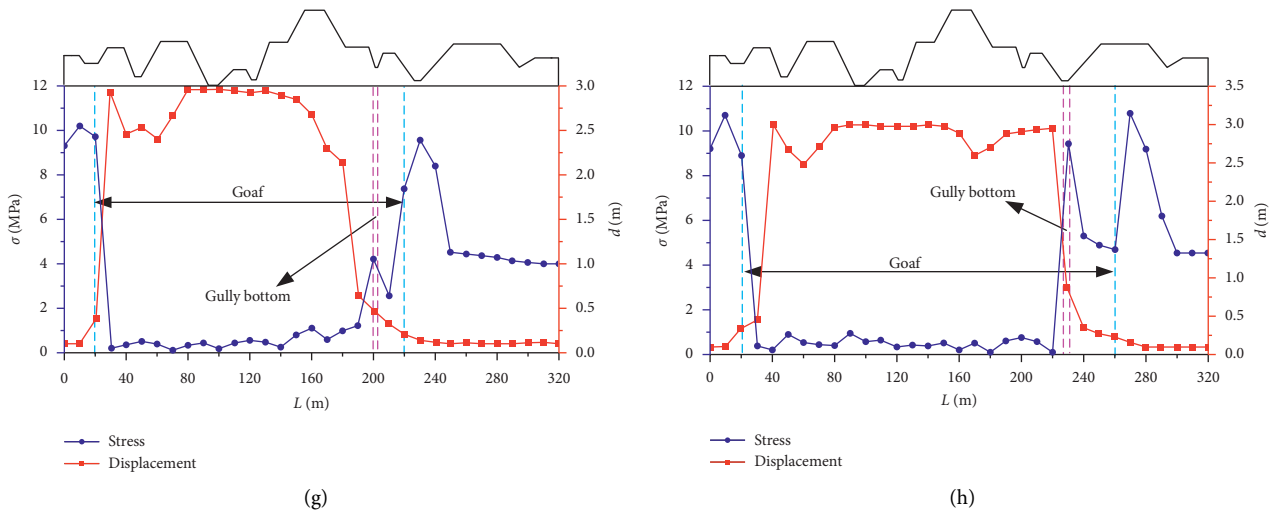 12
10
8
6
4
2
0
σ (MPa)
3.0
2.5
2.0
1.5
1.0
0.5
0.0
d (m)
Goaf
Gully bottom
0 40 80 120 160 200 240 280 320
L (m)
Stress
Displacement
(g)
12
10
8
6
4
2
0
σ (MPa)
3.5
3.0
2.5
2.0
1.5
1.0
0.5
0.0
d (m)
Gully bottom
Goaf
0 40 80 120 160 200 240 280 320
L (m)
Stress
Displacement
(h)